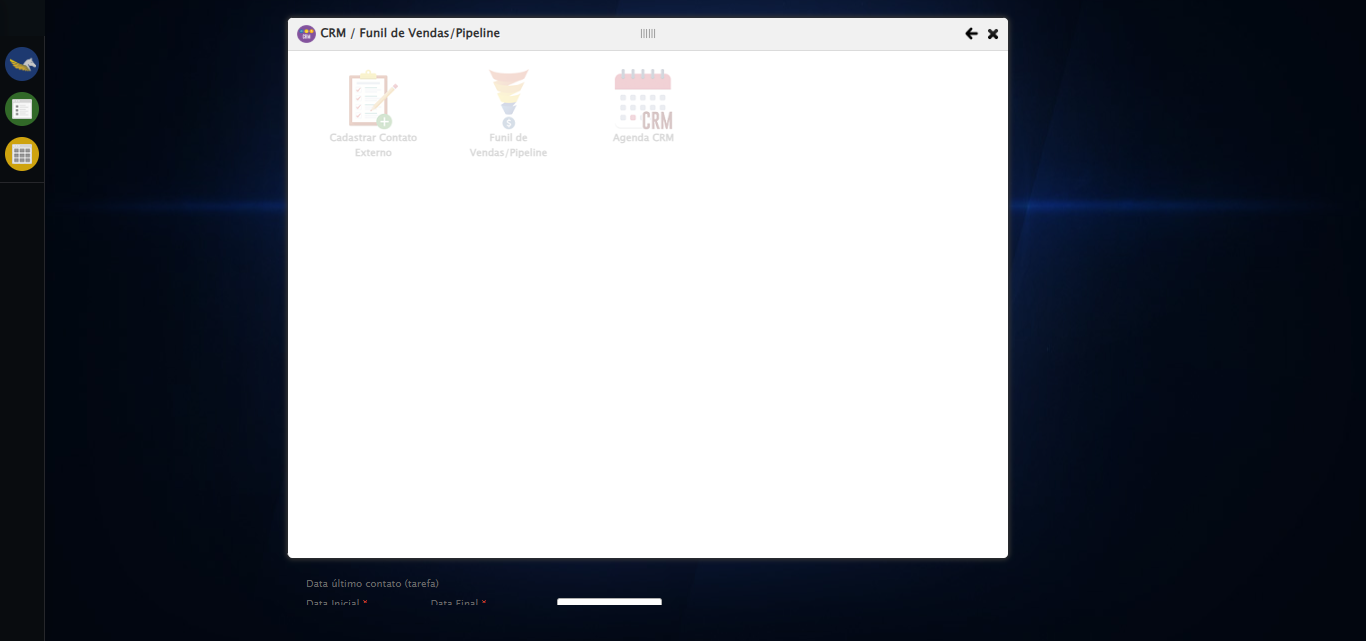 CRM / Funil de Vendas/Pipeline
Cadastrar Contato
Externo
Funil de
Vendas/Pipeline
CRM
Agenda CRM
Data último contato (tarefa)
Data Inicial * Data Final *